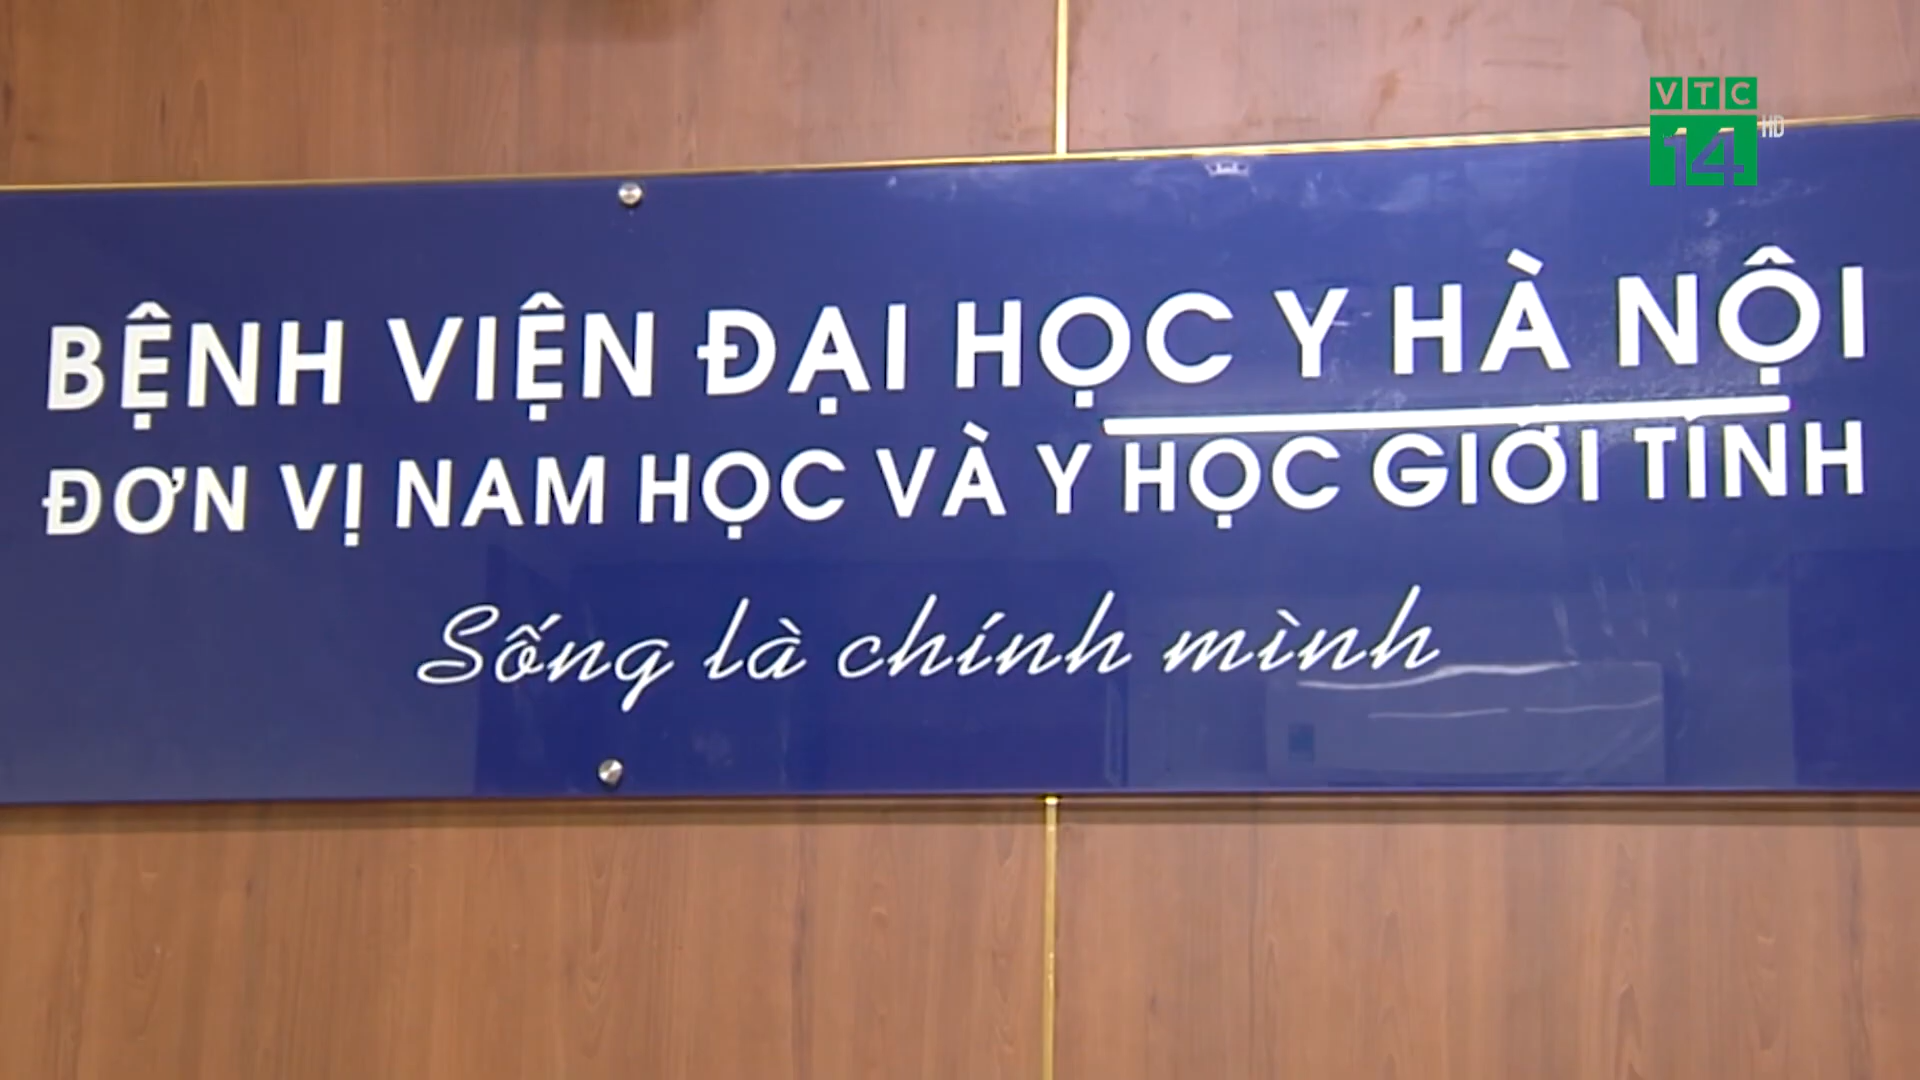 VTC
14 HD
BỆNH VIỆN ĐẠI HỌC Y HÀ NỘI
ĐƠN VỊ NAM HỌC VÀ Y HỌC GIỚI TÍNH
Sống là chính mình